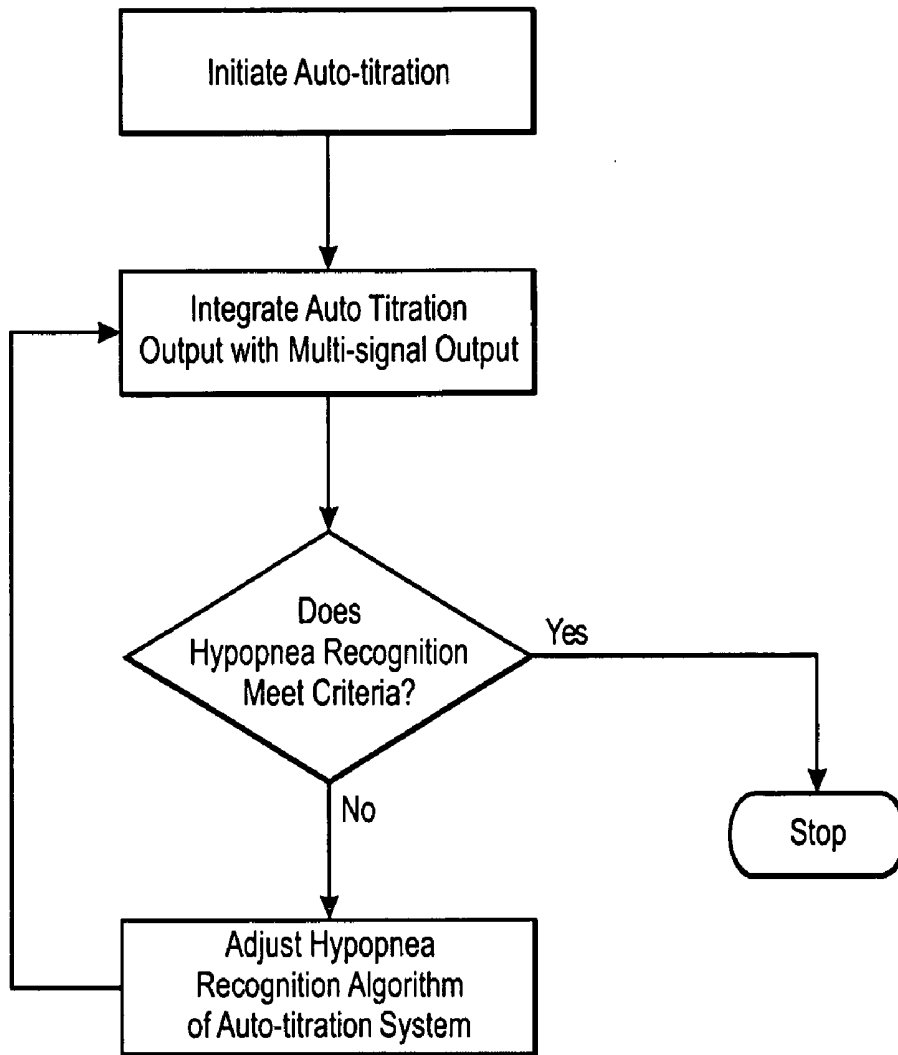 Initiate Auto-titration
Integrate Auto Titration
Output with Multi-signal Output
Does
Hypopnea Recognition
Meet Criteria?
Yes
No
Stop
Adjust Hypopnea
Recognition Algorithm
of Auto-titration System